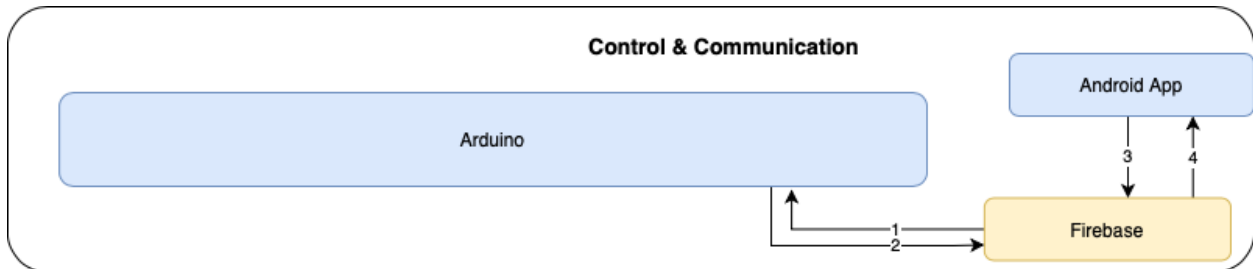 Control & Communication
Android App
Arduino
3
4
1
2
Firebase